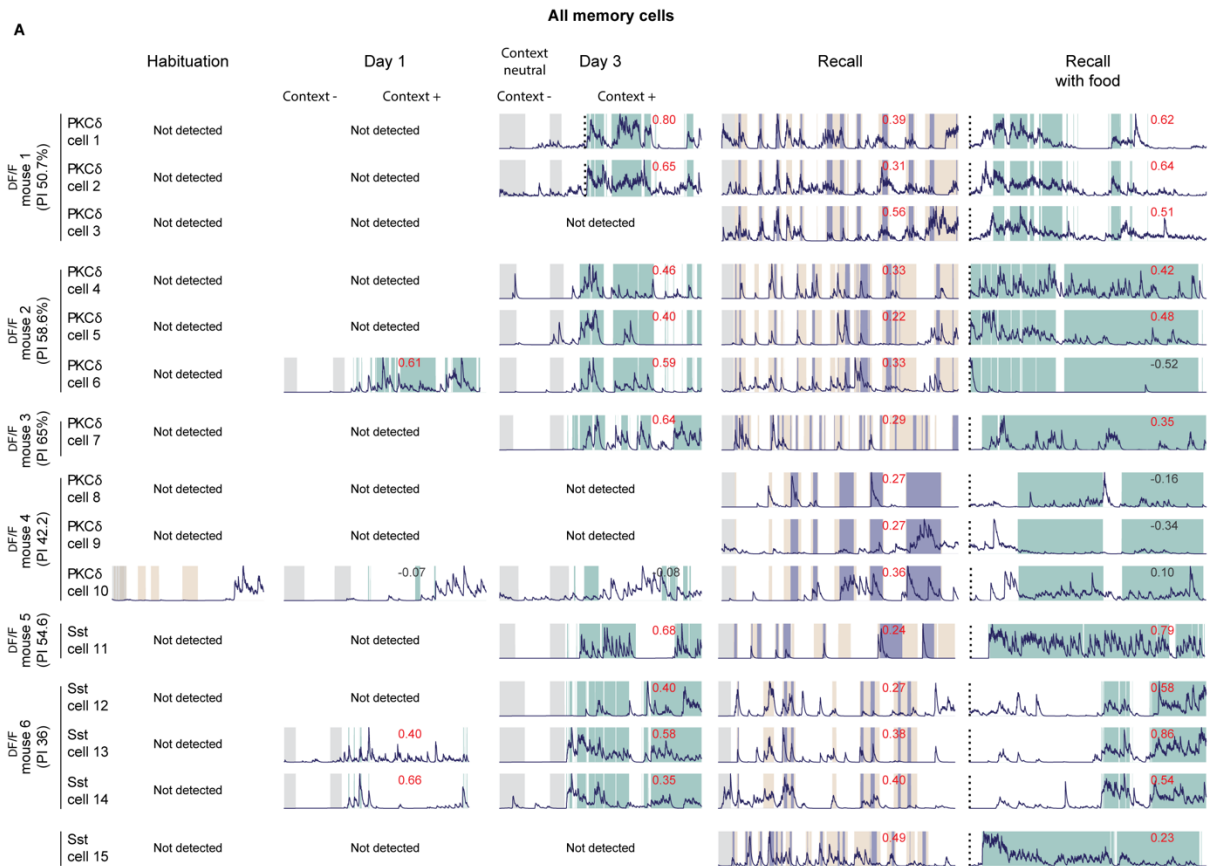 All memory cells
A
Habituation
Day 1
Context
neutral
Day 3
Recall
Recall
with food
Context -
Context +
Context -
Context +
DF/F
mouse 1
(PI 50.7%)
PKCδ
cell 1
Not detected
Not detected
0.80
0.39
0.62
PKCδ
cell 2
Not detected
Not detected
0.65
0.31
0.64
PKCδ
cell 3
Not detected
Not detected
Not detected
0.56
0.51
DF/F
mouse 2
(PI 58.6%)
PKCδ
cell 4
Not detected
Not detected
0.46
0.33
0.42
PKCδ
cell 5
Not detected
Not detected
0.40
0.22
0.48
PKCδ
cell 6
Not detected
0.61
0.59
0.33
-0.52
DF/F
mouse 3
(PI 65%)
PKCδ
cell 7
Not detected
Not detected
0.64
0.29
0.35
DF/F
mouse 4
(PI 42.2)
PKCδ
cell 8
Not detected
Not detected
Not detected
0.27
-0.16
PKCδ
cell 9
Not detected
Not detected
Not detected
0.27
-0.34
PKCδ
cell 10
-0.07
-0.08
0.36
0.10
DF/F
mouse 5
(PI 54.6)
Sst
cell 11
Not detected
Not detected
0.68
0.24
0.79
DF/F
mouse 6
(PI 36)
Sst
cell 12
Not detected
Not detected
0.40
0.27
0.58
Sst
cell 13
Not detected
0.40
0.58
0.38
0.86
Sst
cell 14
Not detected
0.66
0.35
0.40
0.54
Sst
cell 15
Not detected
Not detected
Not detected
0.49
0.23